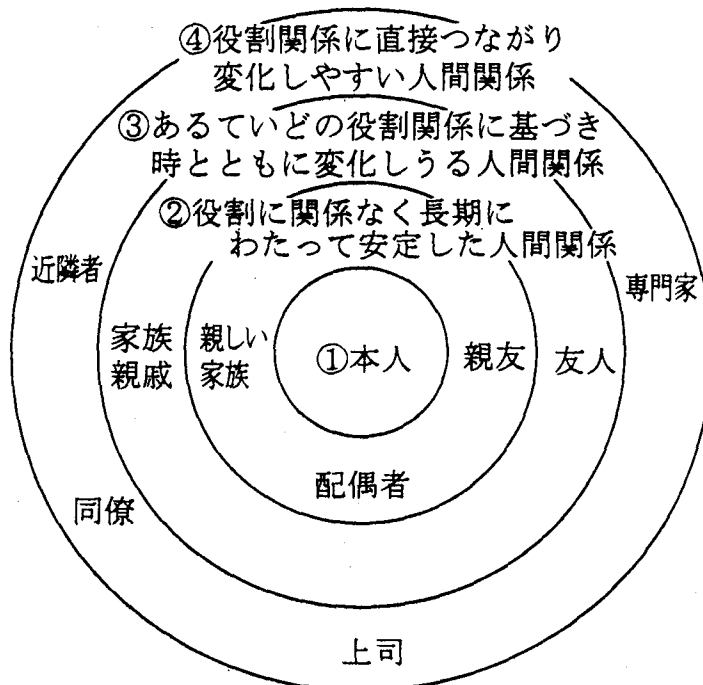 ④役割関係に直接つながり
変化しやすい人間関係
③あるていどの役割関係に基づき
時とともに変化しうる人間関係
②役割に関係なく長期に
わたって安定した人間関係
近隣者
専門家
家族
親戚
親しい
家族
①本人
親友
友人
配偶者
同僚
上司